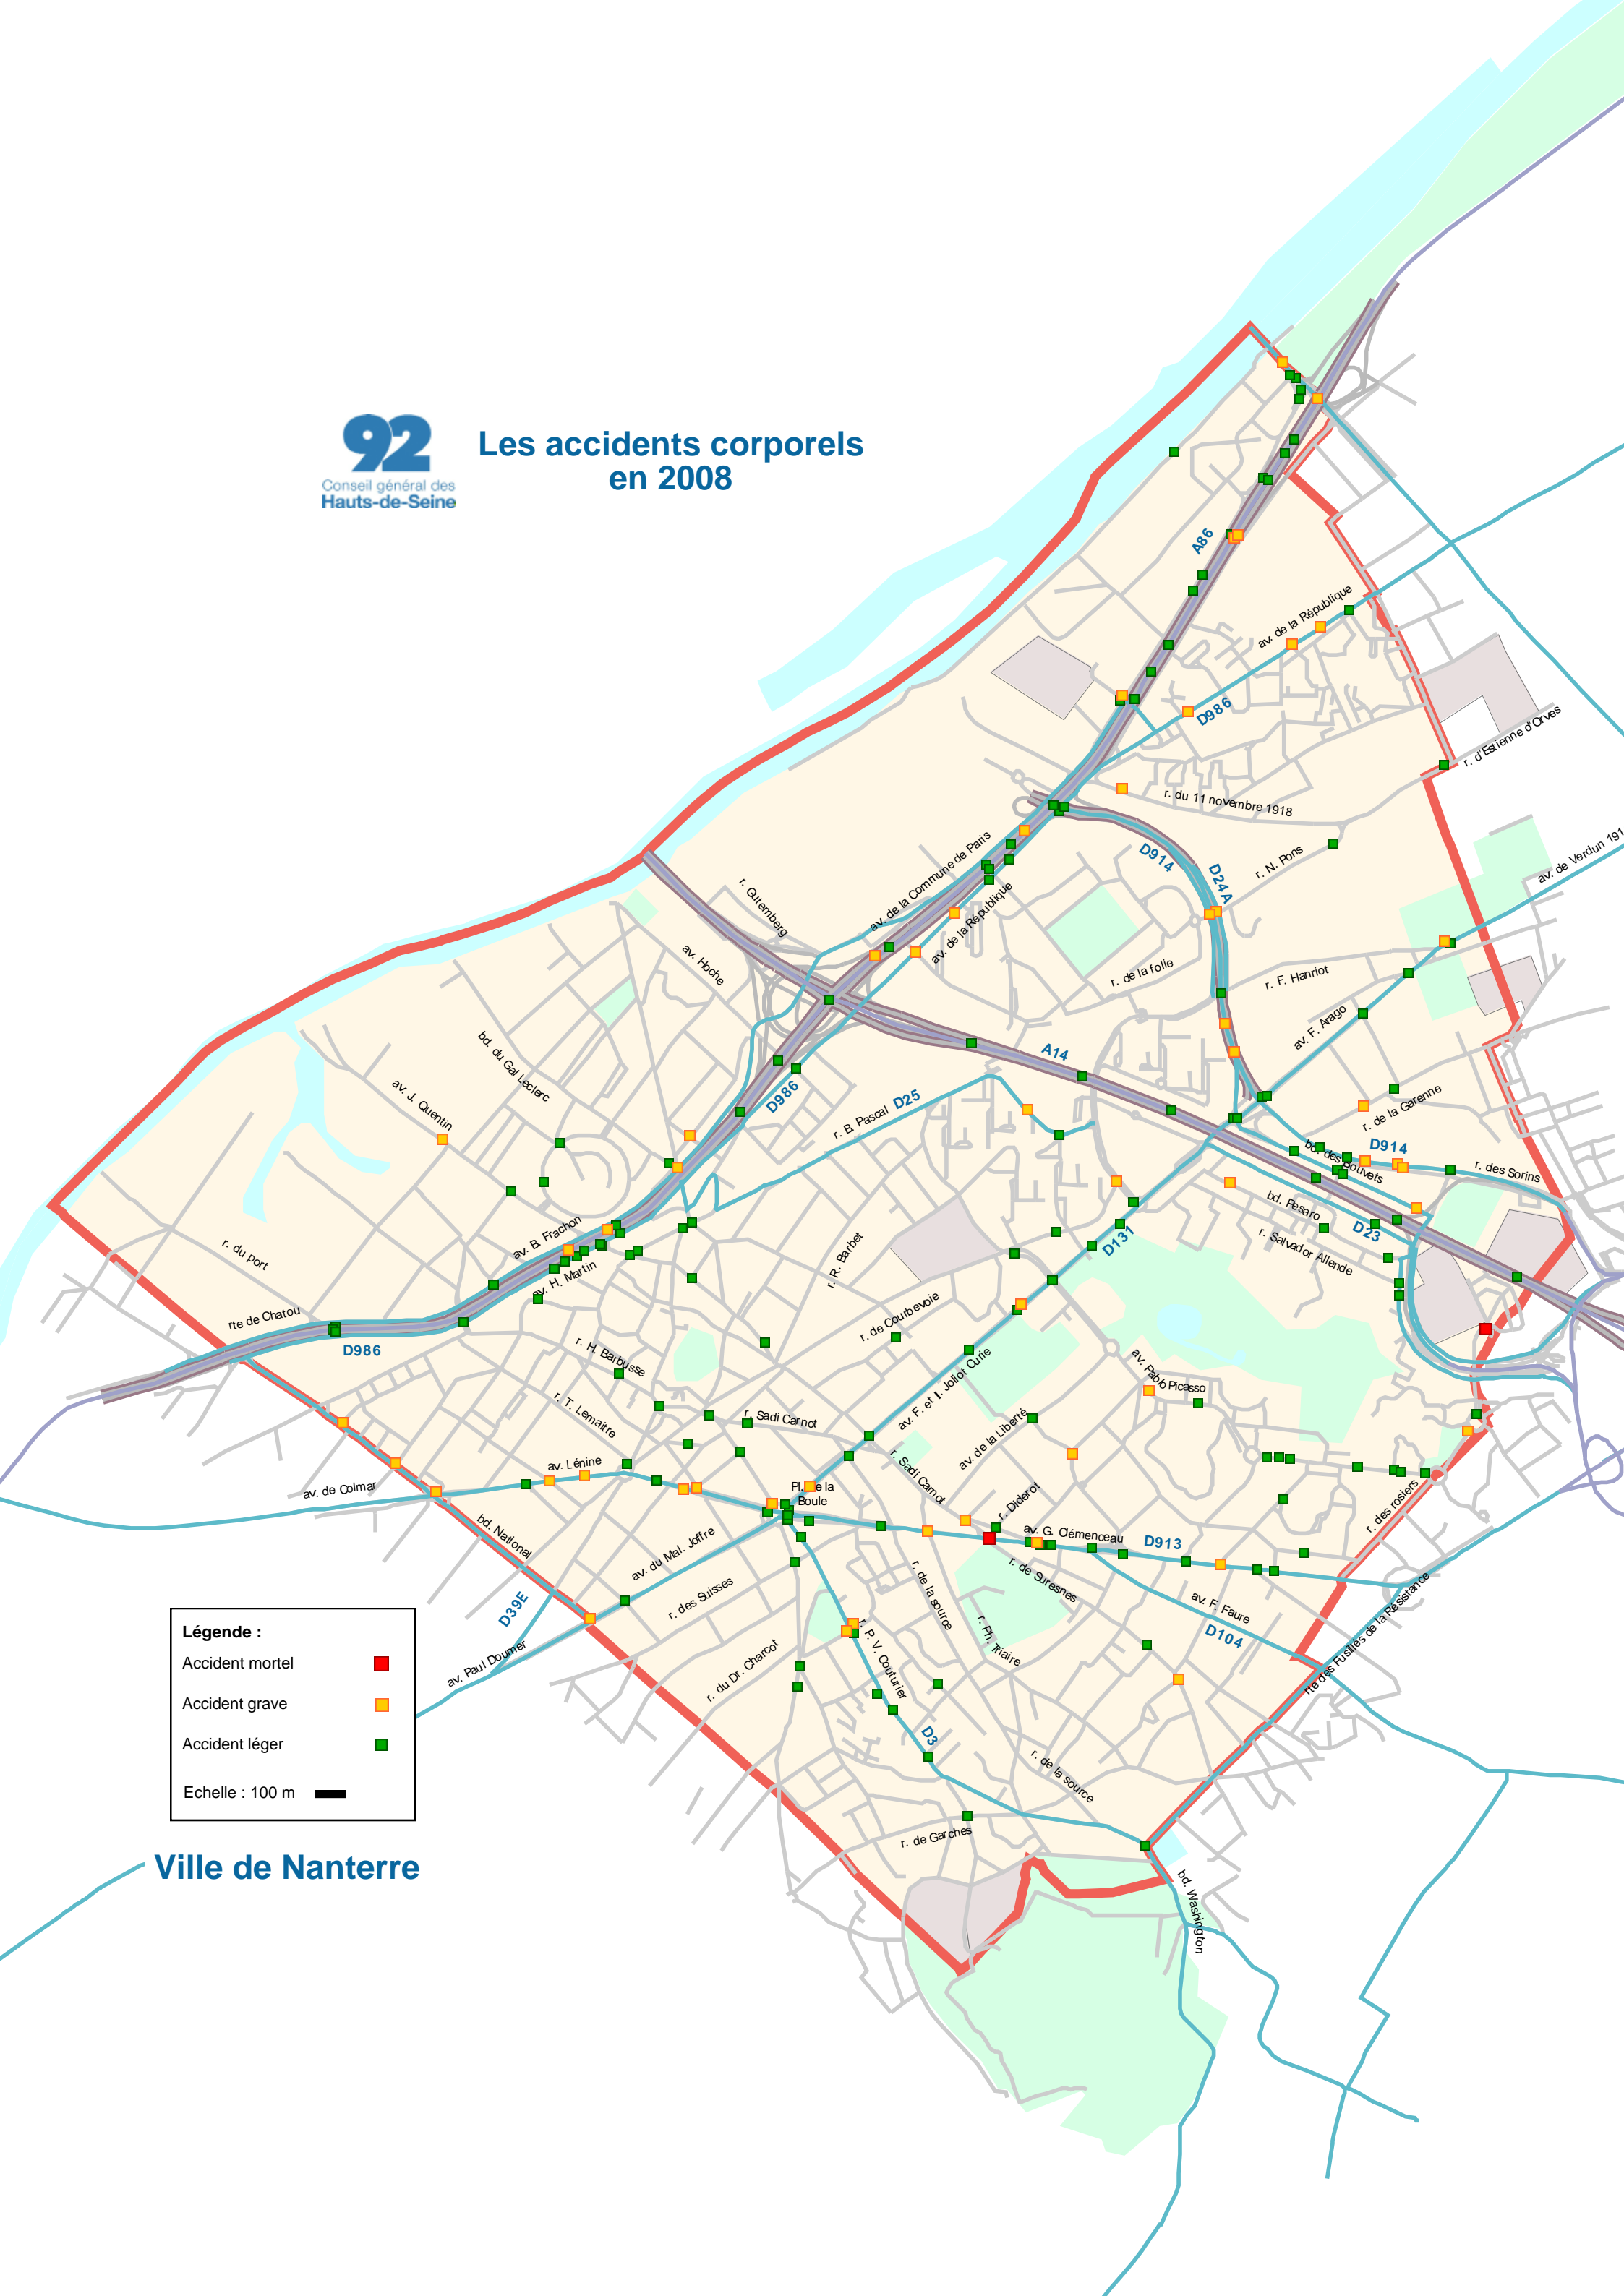 92
Conseil général des
Hauts-de-Seine
Les accidents corporels
en 2008
A86
av. de la République
D986
r. d'Estienne d'Orves
r. du 11 novembre 1918
D914
D24A
r. N. Pons
av. de Verdun 191
av. de la Commune de Paris
r. Gutemberg
av. de la République
av. Hoche
r. de la folie
r. F. Hanriot
av. F. Arago
bd. du Gal Leclerc
A14
av. J. Quentin
D986
r. B. Pascal
D25
r. de la Garenne
D914
bd. des Bouvets
r. des Sorins
bd. Pesaro
D23
r. Salvador Allende
D131
av. B. Frachon
r. du port
r. R. Barbet
av. H. Martin
rte de Chatou
D986
r. de Courbevoie
r. H. Barbusse
av. F. et I. Joliot Curie
av. Pablo Picasso
r. T. Lemaitre
r. Sadi Carnot
av. de la Liberté
r. Sadi Carnot
av. Lénine
av. de Colmar
Pl. de la
Boule
r. Diderot
r. des rosiers
av. G. Clémenceau
D913
bd. National
av. du Mal. Joffre
r. des Suisses
r. de la source
r. de Suresnes
D39E
av. F. Faure
D104
rte des Fusillés de la Résistance
r. Ph. Triaire
r. P. V. Couturier
av. Paul Doumer
r. du Dr. Charcot
D3
r. de la source
r. de Garches
bd. Washington
Légende :
Accident mortel
Accident grave
Accident léger
Echelle : 100 m
Ville de Nanterre